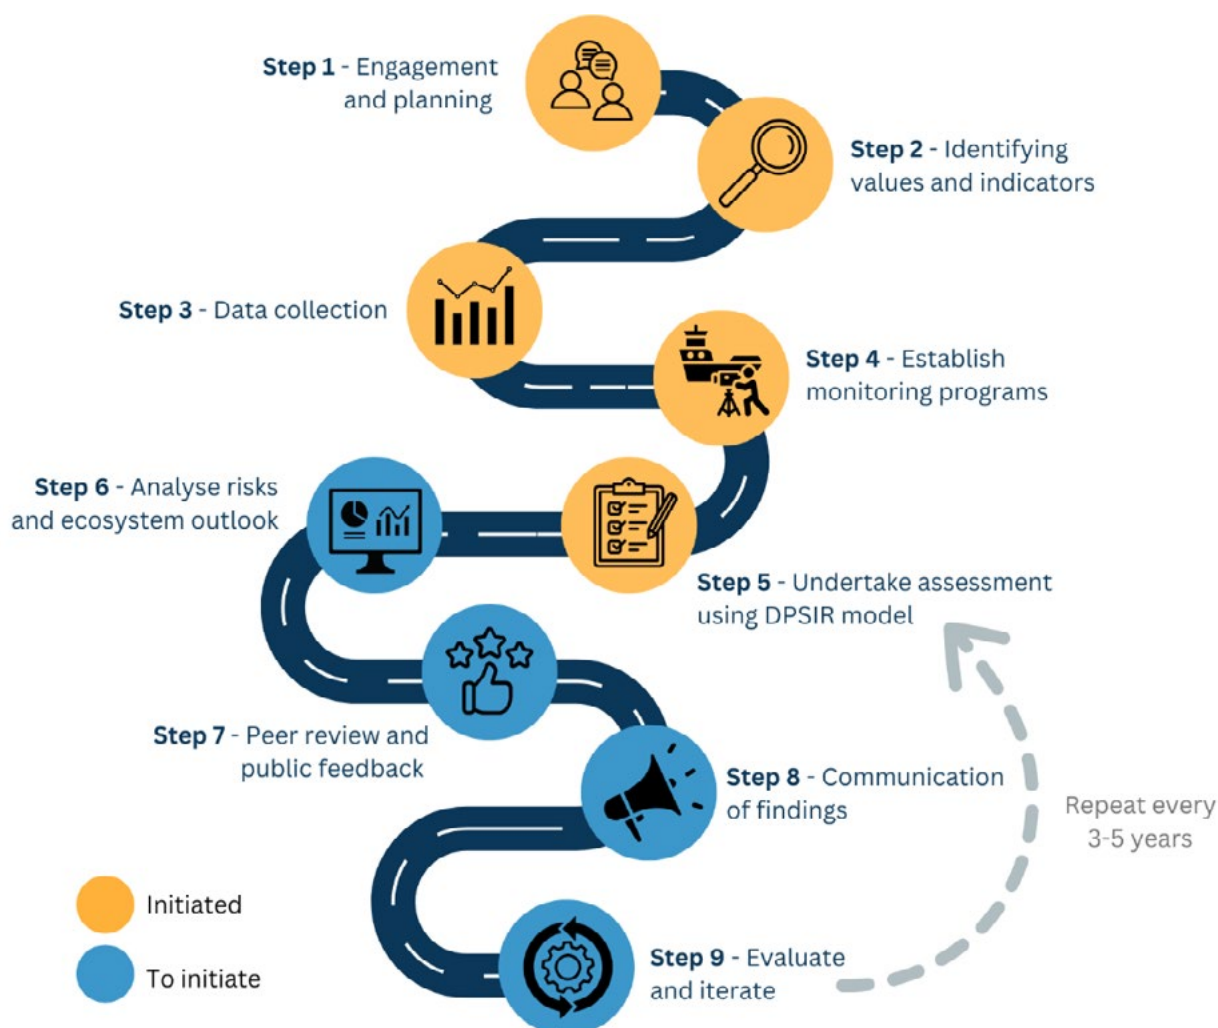 Step 1 - Engagement
and planning
Step 2 - Identifying
values and indicators
Step 3 - Data collection
Step 4 - Establish
monitoring programs
Step 5 - Undertake assessment
using DPSIR model
Step 6 - Analyse risks
and ecosystem outlook
Step 7 - Peer review and
public feedback
Step 8 - Communication
of findings
Step 9 - Evaluate
and iterate
Repeat every
3-5 years
Initiated
To initiate